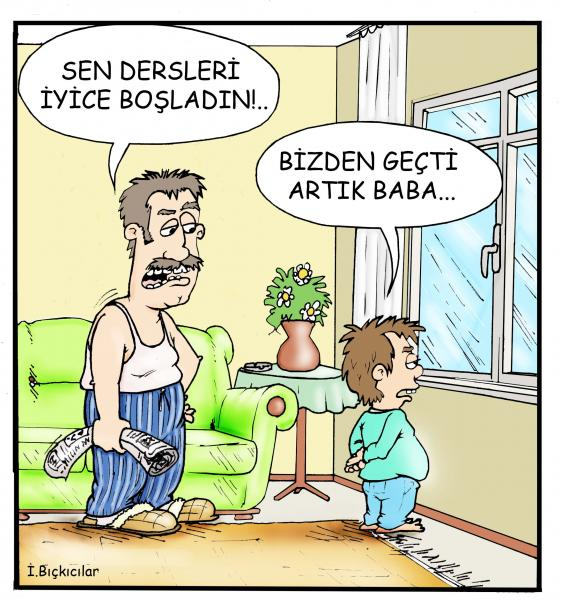 SEN DERSLERİ
İYİCE BOŞLADIN!..
BİZDEN GEÇTİ
ARTIK BABA...
İ.Bıçkıcılar